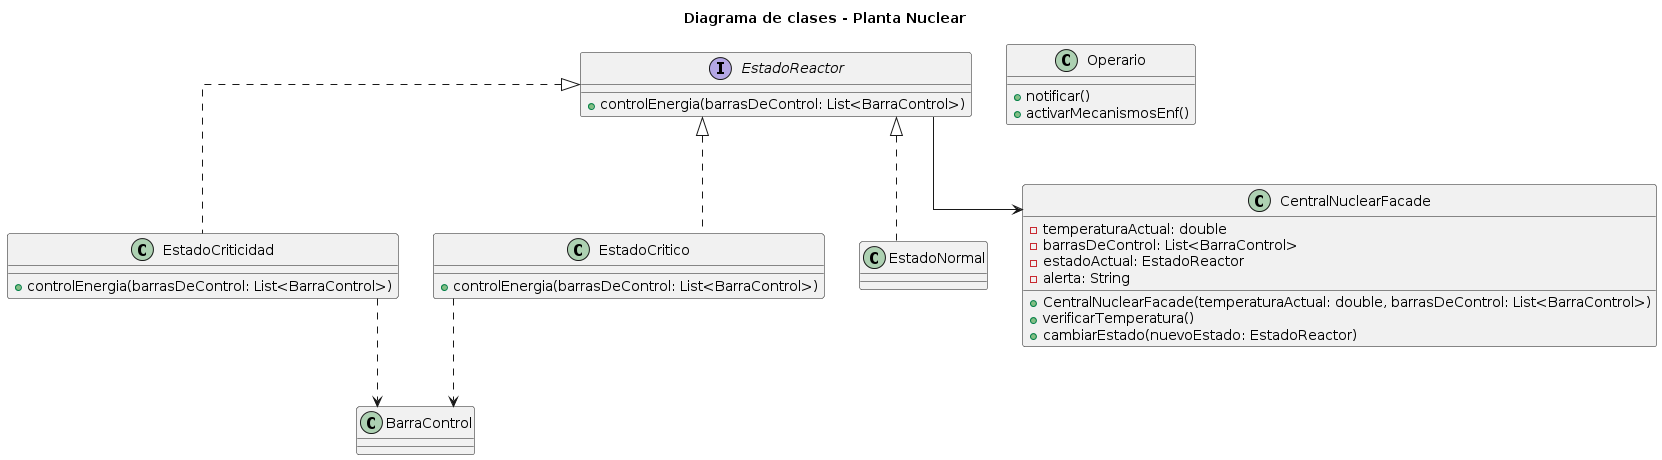 Diagrama de clases - Planta Nuclear
I EstadoReactor
controlEnergia(barrasDeControl: List<BarraControl>)
C Operario
notificar()
activarMecanismosEnf()
C EstadoCriticidad
controlEnergia(barrasDeControl: List<BarraControl>)
C EstadoCritico
controlEnergia(barrasDeControl: List<BarraControl>)
C EstadoNormal
C CentralNuclearFacade
temperaturaActual: double
barrasDeControl: List<BarraControl>
estadoActual: EstadoReactor
alerta: String
CentralNuclearFacade(temperaturaActual: double, barrasDeControl: List<BarraControl>)
verificarTemperatura()
cambiarEstado(nuevoEstado: EstadoReactor)
C BarraControl